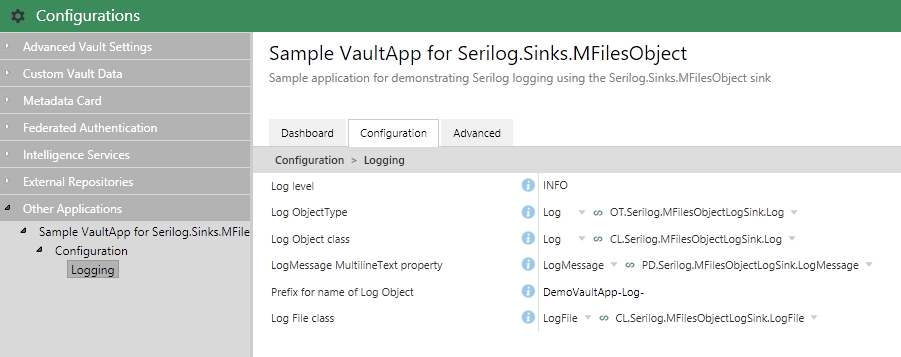 Configurations
Advanced Vault Settings
Custom Vault Data
Metadata Card
Federated Authentication
Intelligence Services
External Repositories
Other Applications
Sample VaultApp for Serilog.Sinks.MFile
Configuration
Logging
Sample VaultApp for Serilog.Sinks.MFilesObject
Sample application for demonstrating Serilog logging using the Serilog.Sinks.MFilesObject sink
Dashboard Configuration Advanced
Configuration > Logging
Log level INFO
Log ObjectType Log OT.Serilog.MFilesObjectLogSink.Log
Log Object class Log CL.Serilog.MFilesObjectLogSink.Log
LogMessage MultilineText property LogMessage PD.Serilog.MFilesObjectLogSink.LogMessage
Prefix for name of Log Object DemoVaultApp-Log-
Log File class LogFile CL.Serilog.MFilesObjectLogSink.LogFile